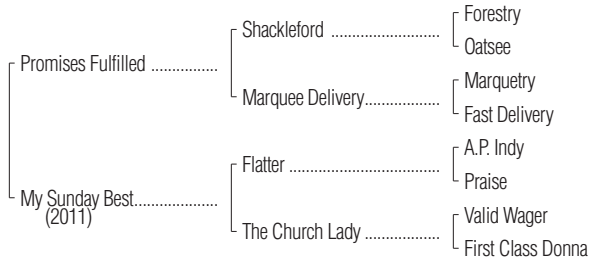 Forestry
Shackleford ..................
Oatsee
Promises Fulfilled ...............
Marquetry
Marquee Delivery...............
Fast Delivery
A.P. Indy
Flatter ..........................
Praise
My Sunday Best.................
(2011)
Valid Wager
The Church Lady ...............
First Class Donna